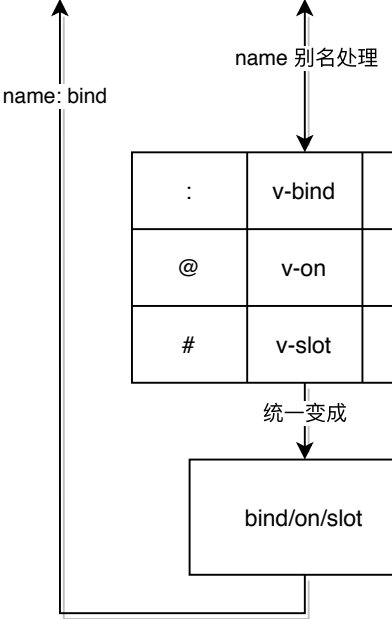 name 别名处理
name: bind
:
v-bind
@
v-on
#
v-slot
统一变成
bind/on/slot